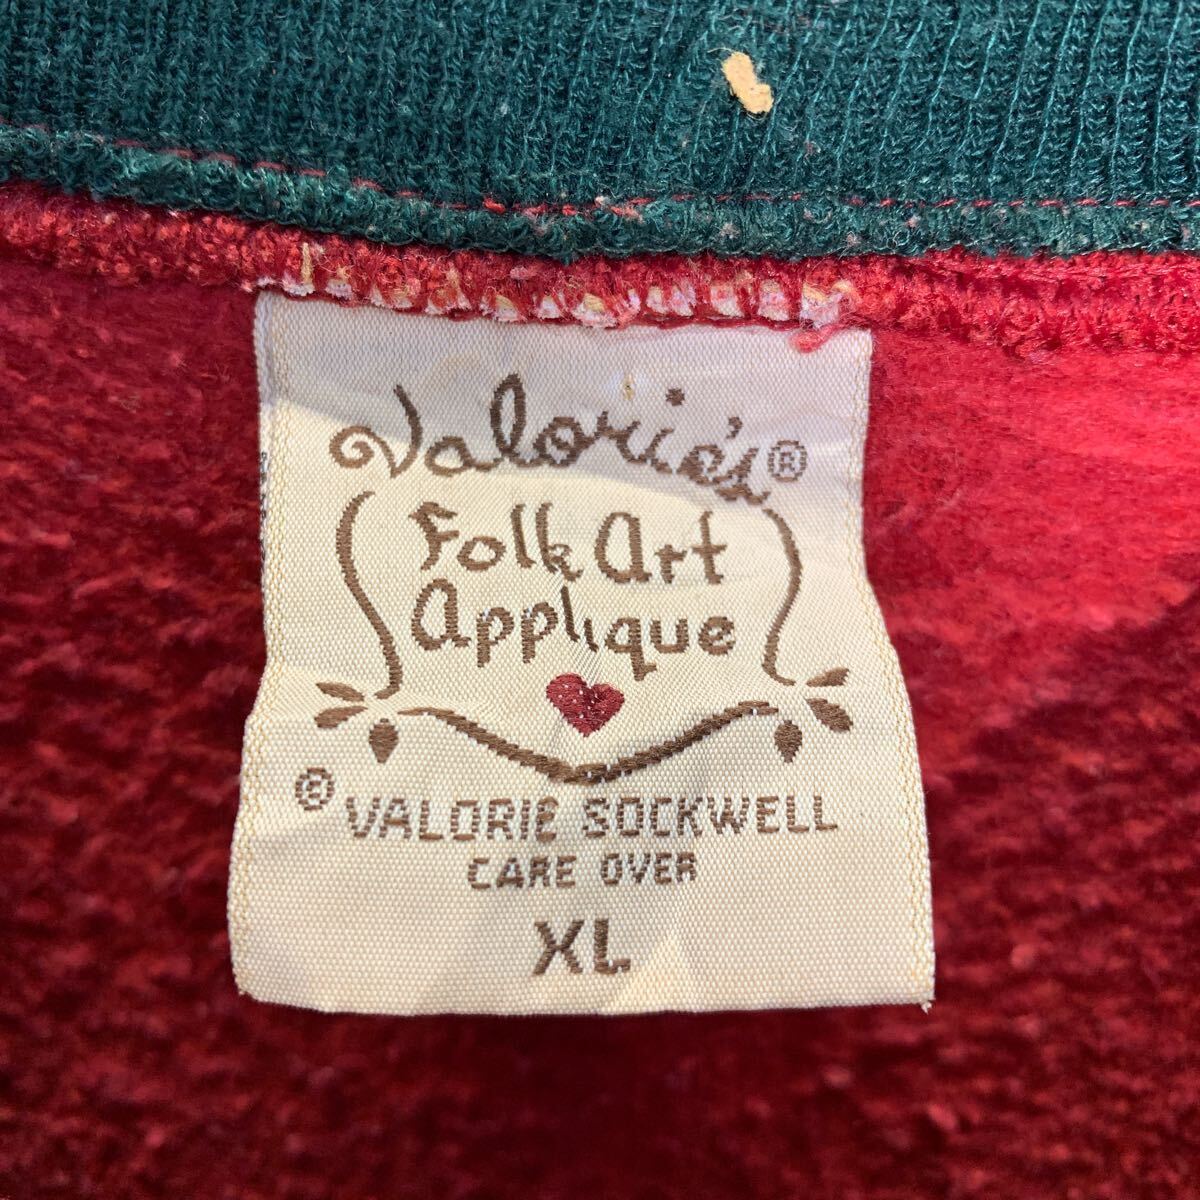 Valorie's®
Folk Art
Applique
® VALORIE SOCKWELL
CARE OVER
XL